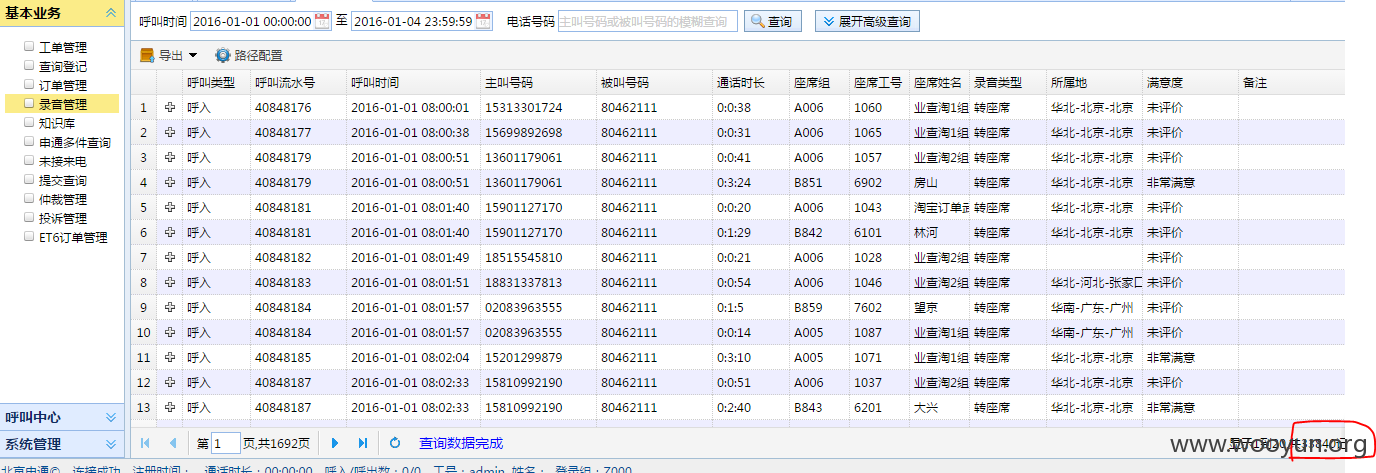 基本业务
工单管理
查询登记
订单管理
录音管理
知识库
申通多件查询
未接来电
提交查询
仲裁管理
投诉管理
ET6订单管理
呼叫中心
系统管理
呼叫时间 2016-01-01 00:00:00 至 2016-01-04 23:59:59 电话号码 主叫号码或被叫号码的模糊查询 查询 展开高级查询
导出 路径配置
呼叫类型 呼叫流水号 呼叫时间 主叫号码 被叫号码 通话时长 座席组 座席工号 座席姓名 录音类型 所属地 满意度 备注
1 呼入 40848176 2016-01-01 08:00:01 15313301724 80462111 0:0:38 A006 1060 业查淘1组 转座席 华北-北京-北京 未评价
2 呼入 40848177 2016-01-01 08:00:38 15699892698 80462111 0:0:31 A006 1065 业查淘2组 转座席 华北-北京-北京 未评价
3 呼入 40848179 2016-01-01 08:00:51 13601179061 80462111 0:0:41 A006 1057 业查淘2组 转座席 华北-北京-北京 未评价
4 呼入 40848179 2016-01-01 08:00:51 13601179061 80462111 0:3:24 B851 6902 房山 转座席 华北-北京-北京 非常满意
5 呼入 40848181 2016-01-01 08:01:40 15901127170 80462111 0:0:20 A006 1043 淘宝订单 转座席 华北-北京-北京 未评价
6 呼入 40848181 2016-01-01 08:01:40 15901127170 80462111 0:1:29 B842 6101 林河 转座席 华北-北京-北京 未评价
7 呼入 40848182 2016-01-01 08:01:49 18515545810 80462111 0:0:21 A006 1028 业查淘2组 转座席 未评价
8 呼入 40848183 2016-01-01 08:01:51 18831337813 80462111 0:0:54 A006 1046 业查淘2组 转座席 华北-河北-张家口 未评价
9 呼入 40848184 2016-01-01 08:01:57 02083963555 80462111 0:1:5 B859 7602 望京 转座席 华南-广东-广州 未评价
10 呼入 40848184 2016-01-01 08:01:57 02083963555 80462111 0:0:14 A005 1087 业查淘1组 转座席 华南-广东-广州 未评价
11 呼入 40848185 2016-01-01 08:02:04 15201299879 80462111 0:3:10 A005 1071 业查淘1组 转座席 华北-北京-北京 非常满意
12 呼入 40848187 2016-01-01 08:02:33 15810992190 80462111 0:0:51 A006 1037 业查淘2组 转座席 华北-北京-北京 未评价
13 呼入 40848187 2016-01-01 08:02:33 15810992190 80462111 0:2:40 B843 6201 大兴 转座席 华北-北京-北京 非常满意
第 1 页,共1692页 查询数据完成 显示1到20,共33840
www.wooyun.org
北京申通© 连接成功 注册时间： 通话时长：00:00:00 呼入/呼出数：0/0 工号：admin 姓名： 登录组：Z000